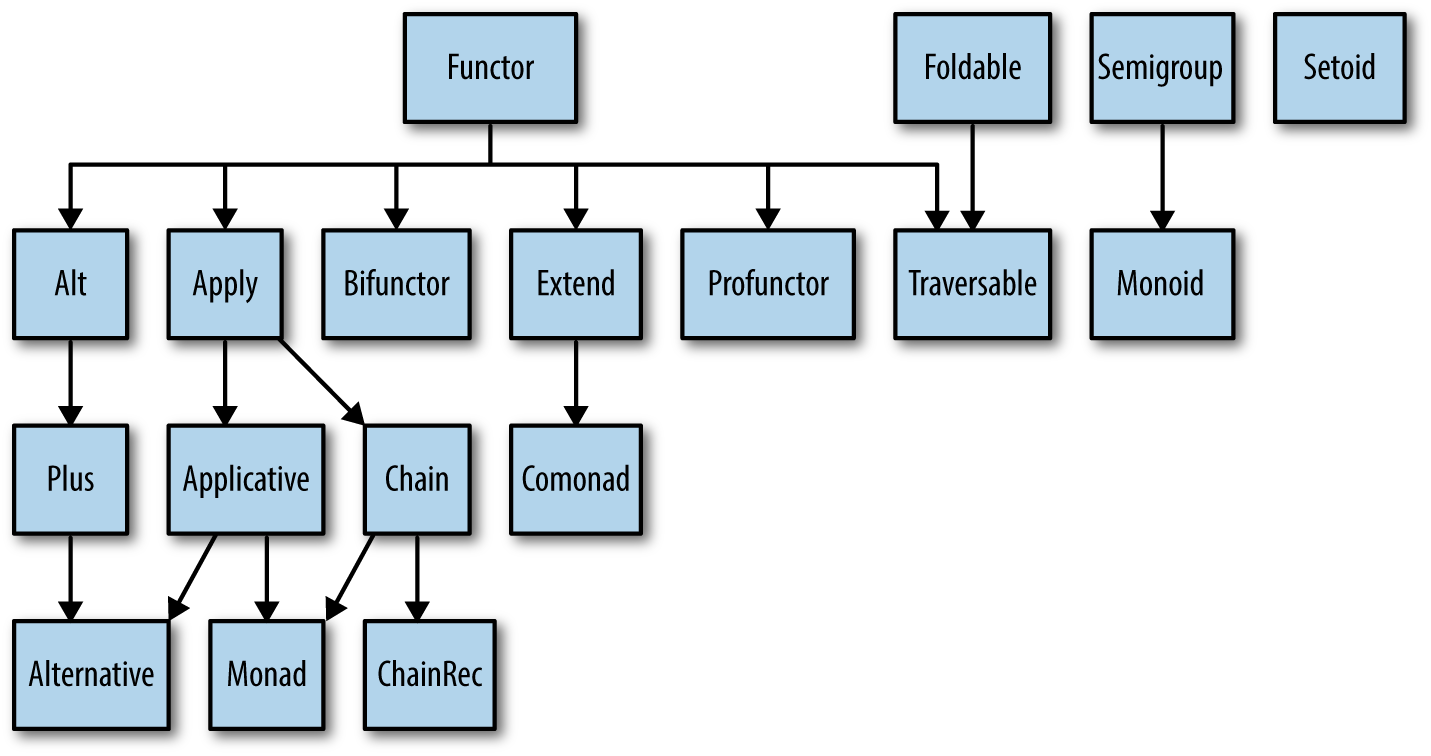 Functor
Foldable
Semigroup
Setoid
Alt
Apply
Bifunctor
Extend
Profunctor
Traversable
Monoid
Plus
Applicative
Chain
Comonad
Alternative
Monad
ChainRec